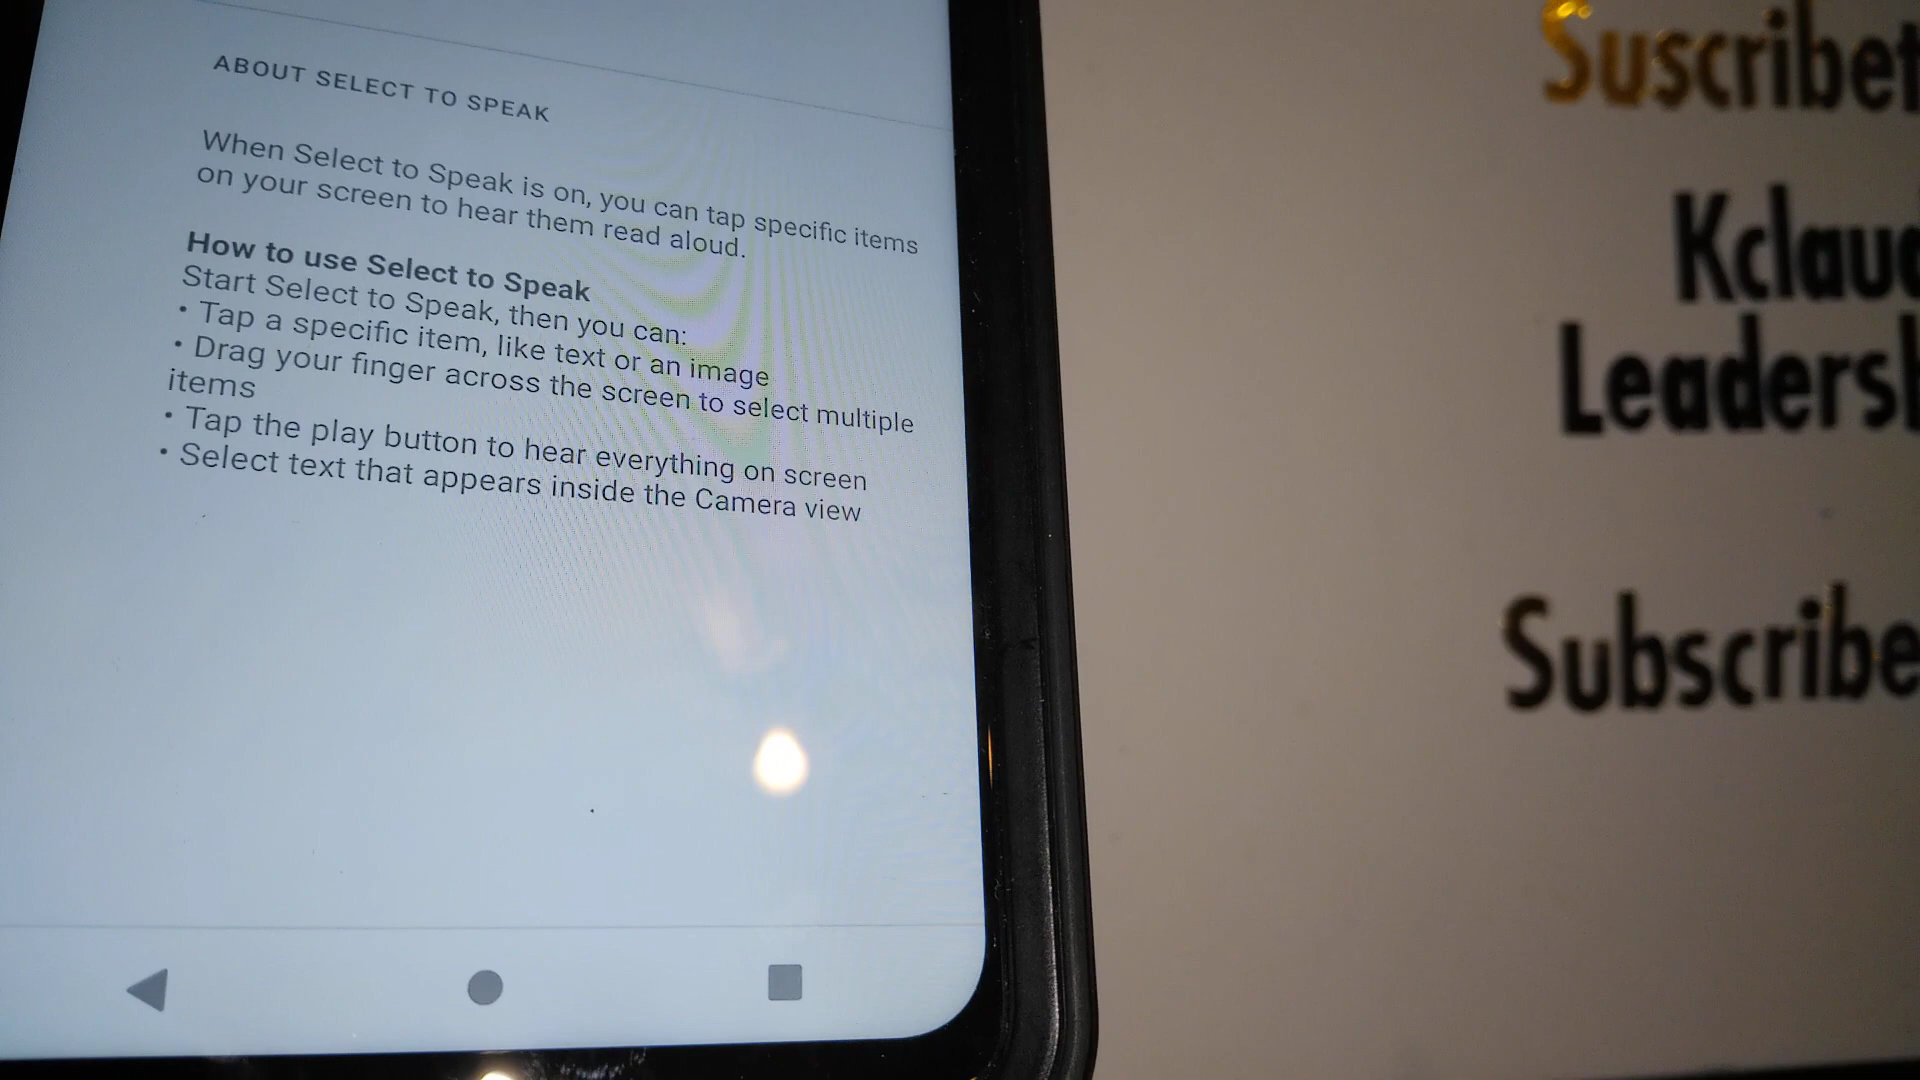 ABOUT SELECT TO SPEAK
When Select to Speak is on, you can tap specific items
on your screen to hear them read aloud.
How to use Select to Speak
Start Select to Speak, then you can:
• Tap a specific item, like text or an image
• Drag your finger across the screen to select multiple
items
• Tap the play button to hear everything on screen
• Select text that appears inside the Camera view
Subscribe